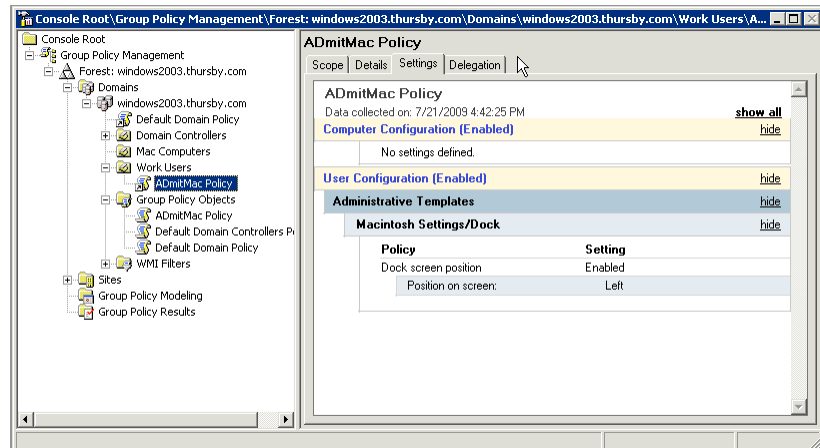 Console Root\Group Policy Management\Forest: windows2003.thursby.com\Domains\windows2003.thursby.com\Work Users\A...
Console Root
Group Policy Management
Forest: windows2003.thursby.com
Domains
windows2003.thursby.com
Default Domain Policy
Domain Controllers
Mac Computers
Work Users
ADmitMac Policy
Group Policy Objects
ADmitMac Policy
Default Domain Controllers P
Default Domain Policy
WMI Filters
Sites
Group Policy Modeling
Group Policy Results
ADmitMac Policy
Scope Details Settings Delegation
ADmitMac Policy
Data collected on: 7/21/2009 4:42:25 PM show all
Computer Configuration (Enabled) hide
No settings defined.
User Configuration (Enabled) hide
Administrative Templates hide
Macintosh Settings/Dock hide
Policy Setting
Dock screen position Enabled
Position on screen: Left